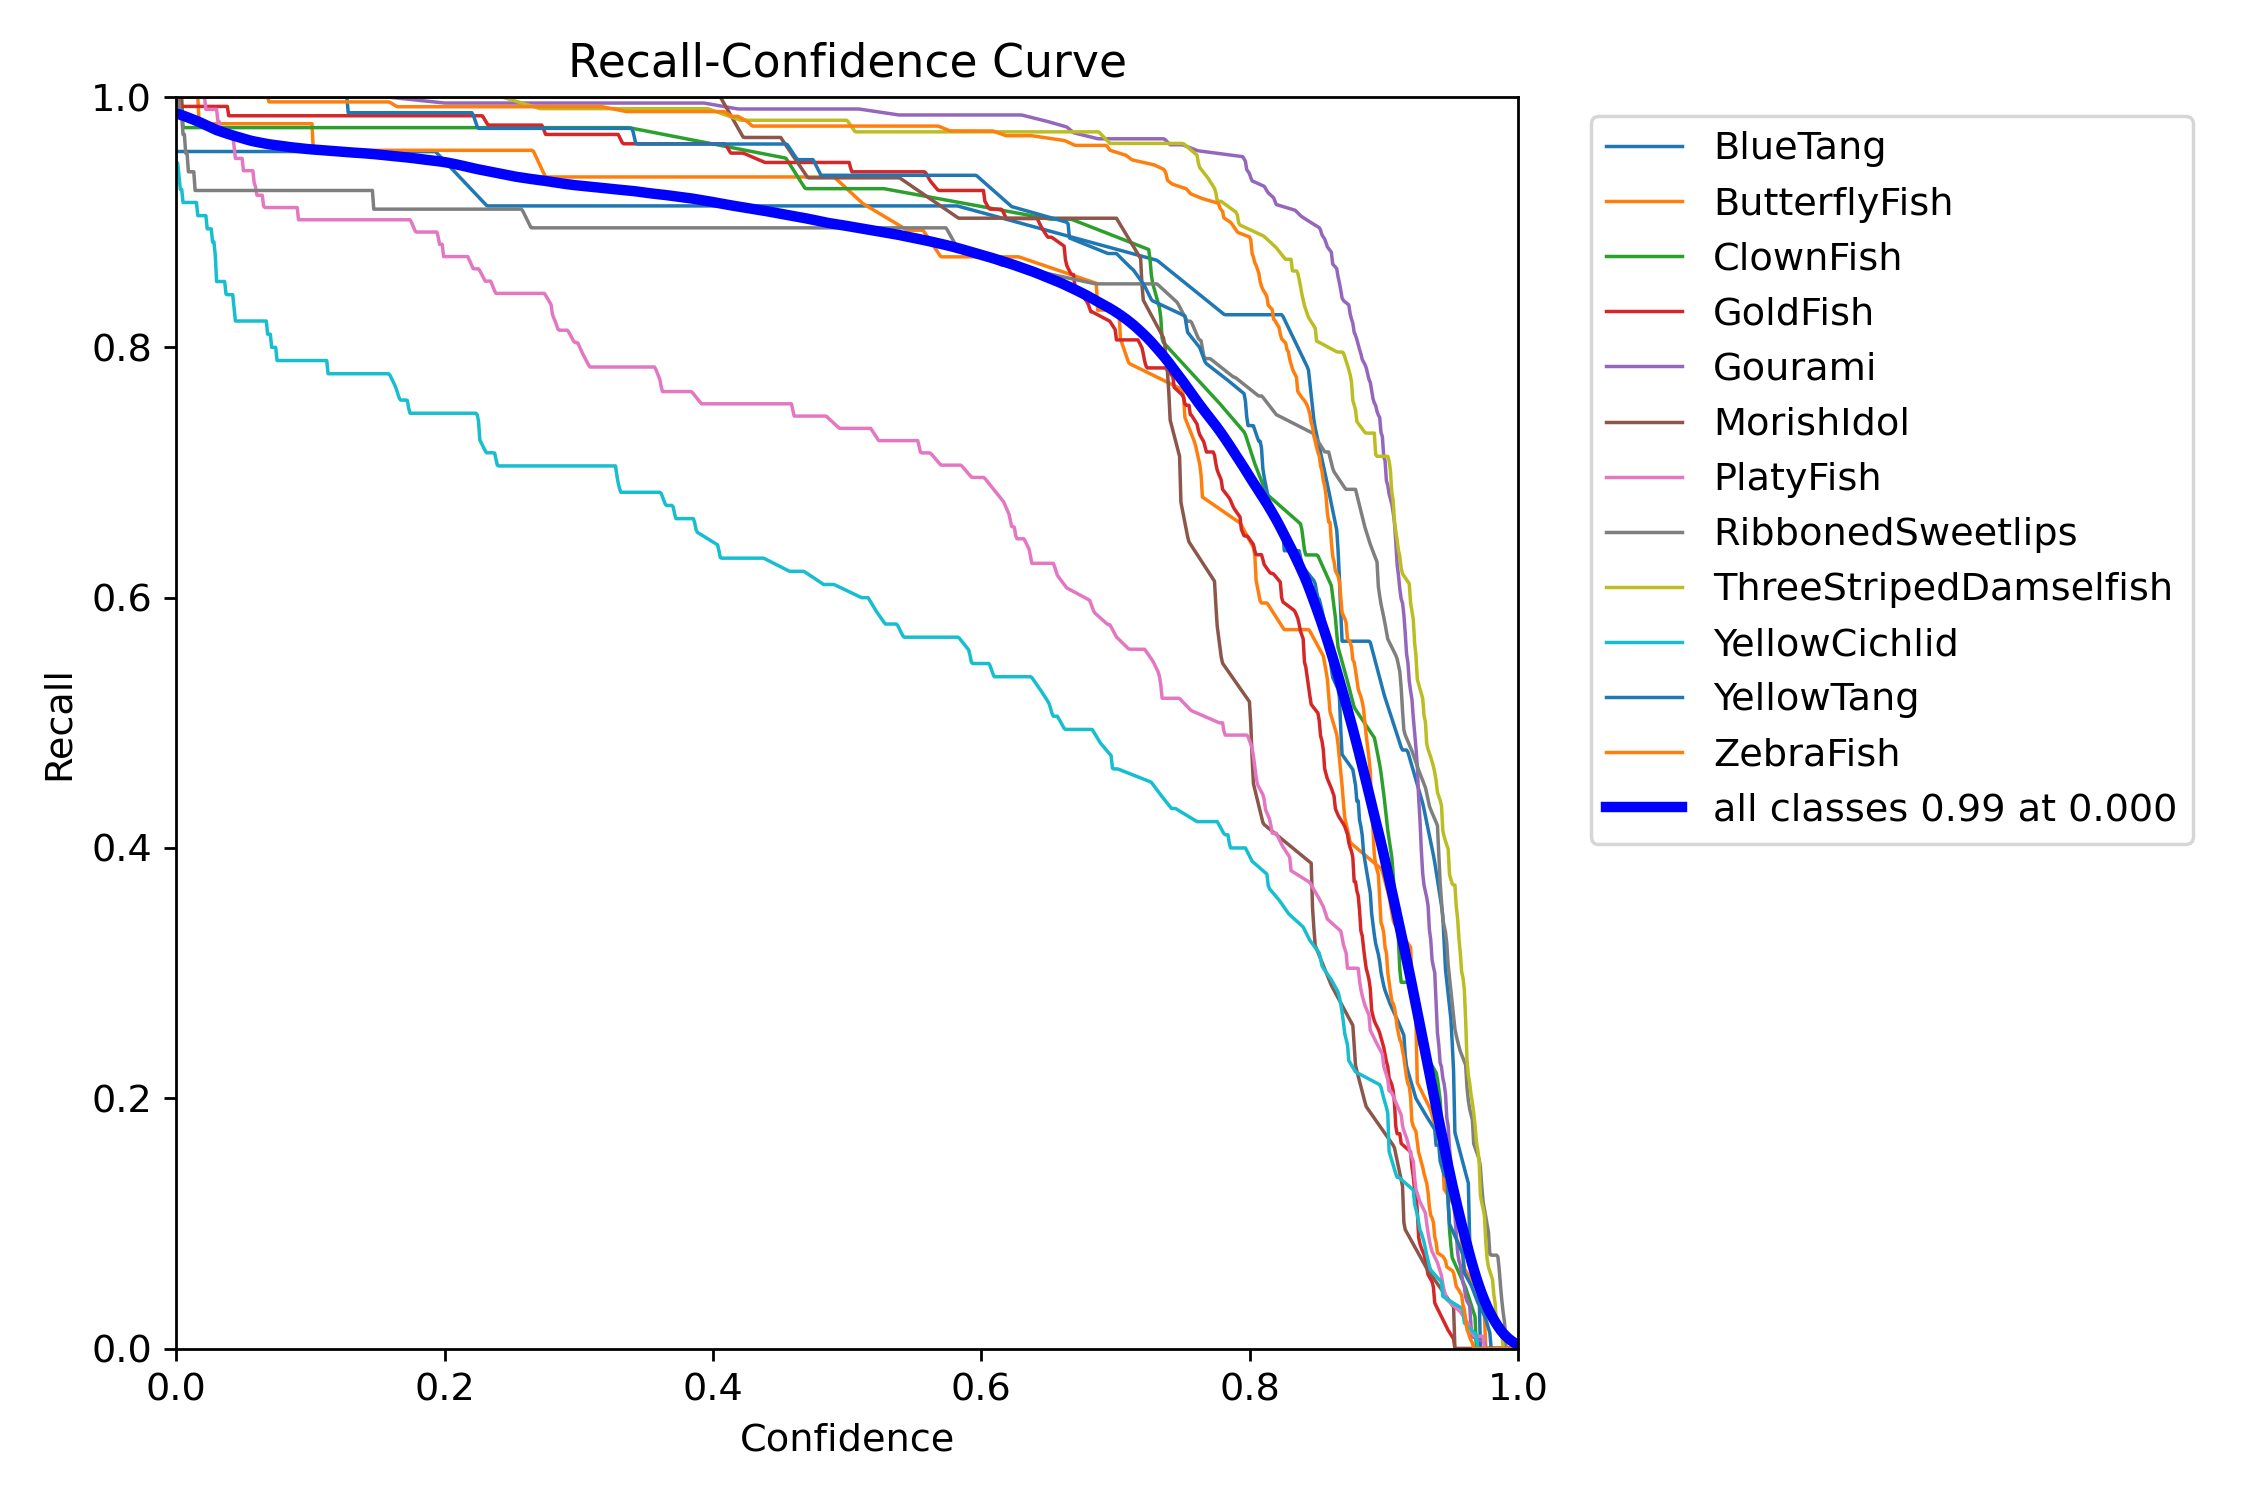 Recall-Confidence Curve
1.0
0.8
0.6
0.4
0.2
0.0
Recall
0.0 0.2 0.4 0.6 0.8 1.0
Confidence
BlueTang
ButterflyFish
ClownFish
GoldFish
Gourami
MorishIdol
PlatyFish
RibbonedSweetlips
ThreeStripedDamselfish
YellowCichlid
YellowTang
ZebraFish
all classes 0.99 at 0.000